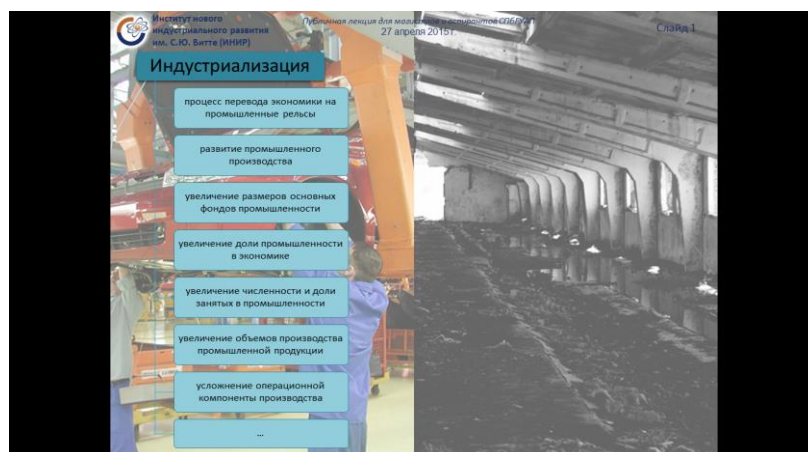 Институт нового
индустриального развития
им. С.Ю. Витте (ИНИР)
Публичная лекция для магистров и аспирантов
27 апреля 2015 г.
Слайд 1
Индустриализация
процесс перевода экономики на
промышленные рельсы
развитие промышленного
производства
увеличение размеров основных
фондов промышленности
увеличение доли промышленности
в экономике
увеличение численности и доли
занятых в промышленности
увеличение объемов производства
промышленной продукции
усложнение операционной
компоненты производства
...